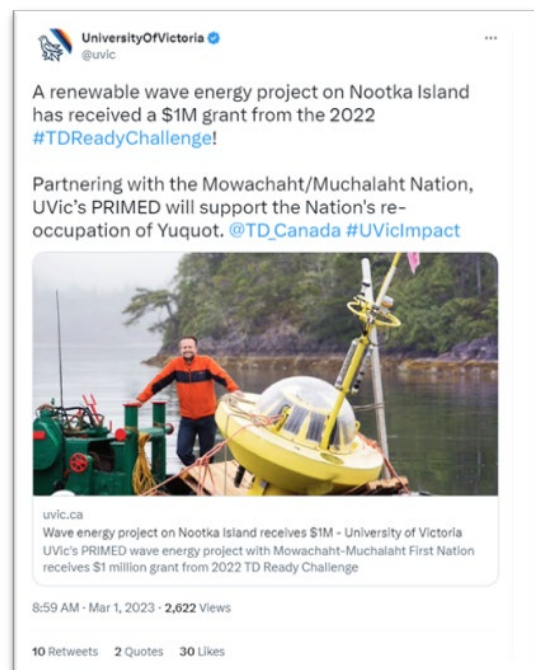 UniversityOfVictoria
@uvic
A renewable wave energy project on Nootka Island
has received a $1M grant from the 2022
#TDReadyChallenge!
Partnering with the Mowachaht/Muchalaht Nation,
UVic's PRIMED will support the Nation's re-
occupation of Yuquot. @TD_Canada #UVicImpact
uvic.ca
Wave energy project on Nootka Island receives $1M - University of Victoria
UVic's PRIMED wave energy project with Mowachaht-Muchalaht First Nation
receives $1 million grant from 2022 TD Ready Challenge
8:59 AM · Mar 1, 2023 · 2,622 Views
10 Retweets 2 Quotes 30 Likes